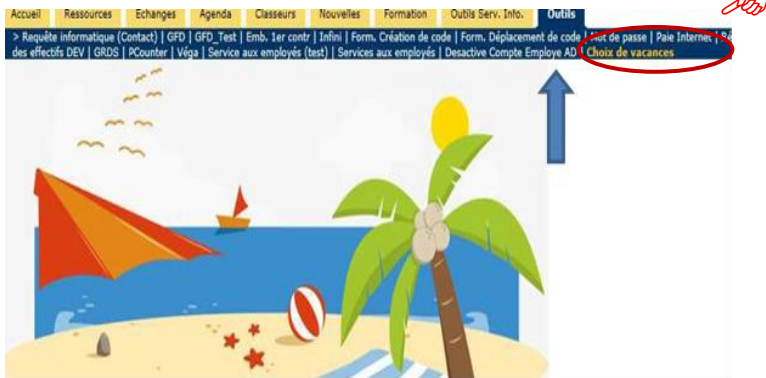 Accueil Ressources Echanges Agenda Classeurs Nouvelles Formation Outils Serv. Info. Outils
> Requête informatique (Contact) | GFD | GFD_Test | Emb. 1er contr | Infini | Form. Création de code | Form. Déplacement de code | Mot de passe | Paie Internet |
des effectifs DEV | GRDS | PCounter | Véga | Service aux employés (test) | Services aux employés | Desactive Compte Employe AD | Choix de vacances